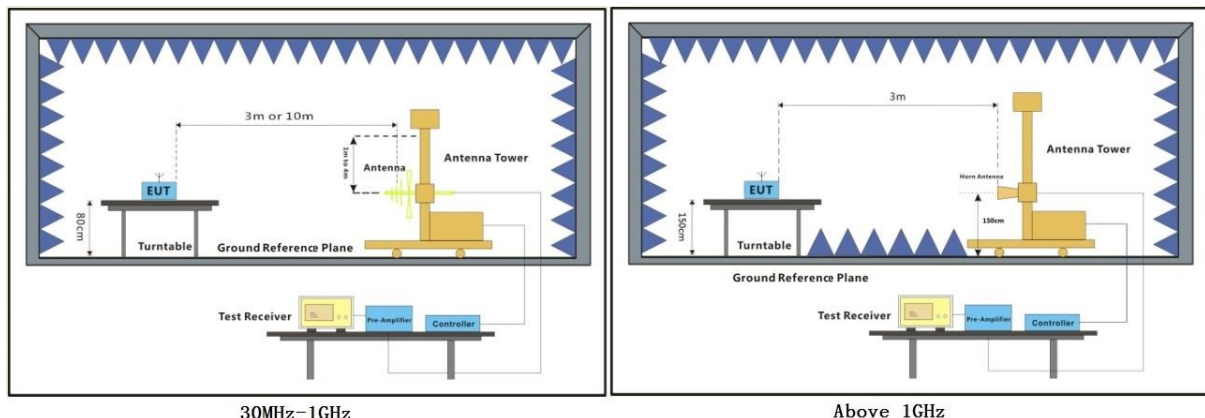 3m or 10m
1m to 4m
Antenna
Antenna Tower
EUT
80cm
Turntable
Ground Reference Plane
Test Receiver
Pre-Amplifier
Controller
30MHz-1GHz
3m
Antenna Tower
Horn Antenna
EUT
150cm
150cm
Turntable
Ground Reference Plane
Test Receiver
Pre-Amplifier
Controller
Above 1GHz